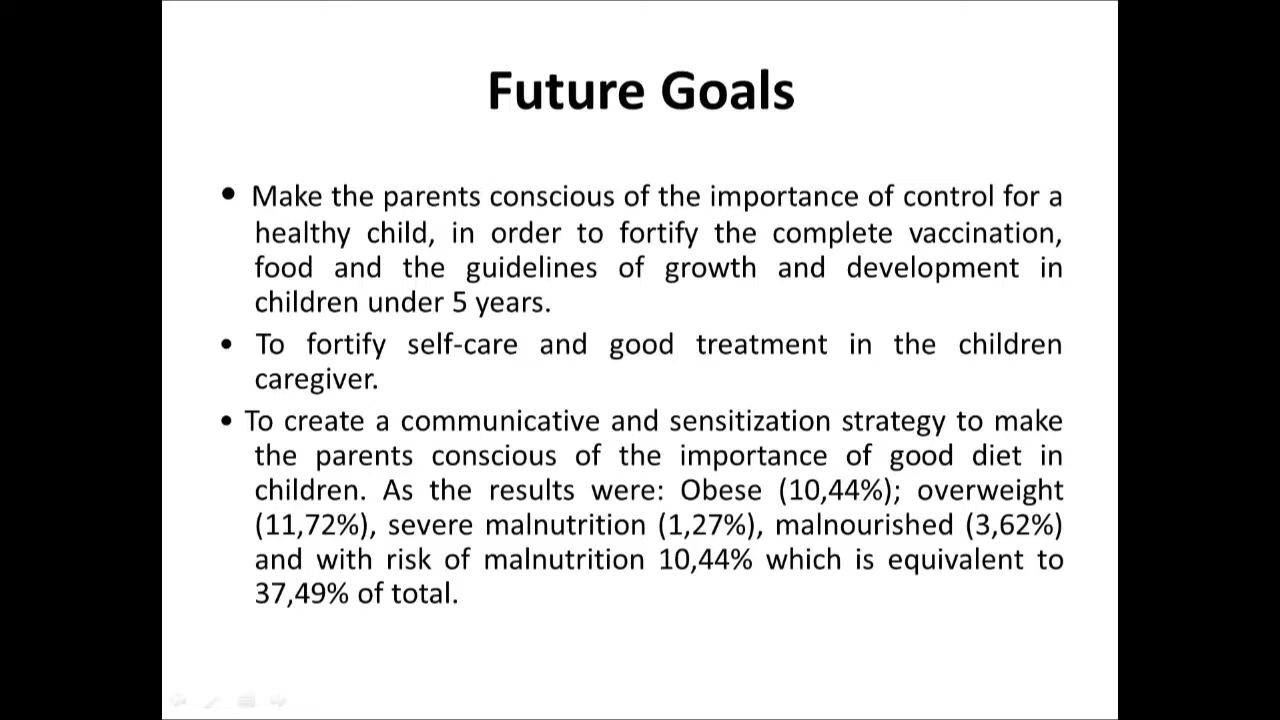 Future Goals
• Make the parents conscious of the importance of control for a
healthy child, in order to fortify the complete vaccination,
food and the guidelines of growth and development in
children under 5 years.
• To fortify self-care and good treatment in the children
caregiver.
• To create a communicative and sensitization strategy to make
the parents conscious of the importance of good diet in
children. As the results were: Obese (10,44%); overweight
(11,72%), severe malnutrition (1,27%), malnourished (3,62%)
and with risk of malnutrition 10,44% which is equivalent to
37,49% of total.